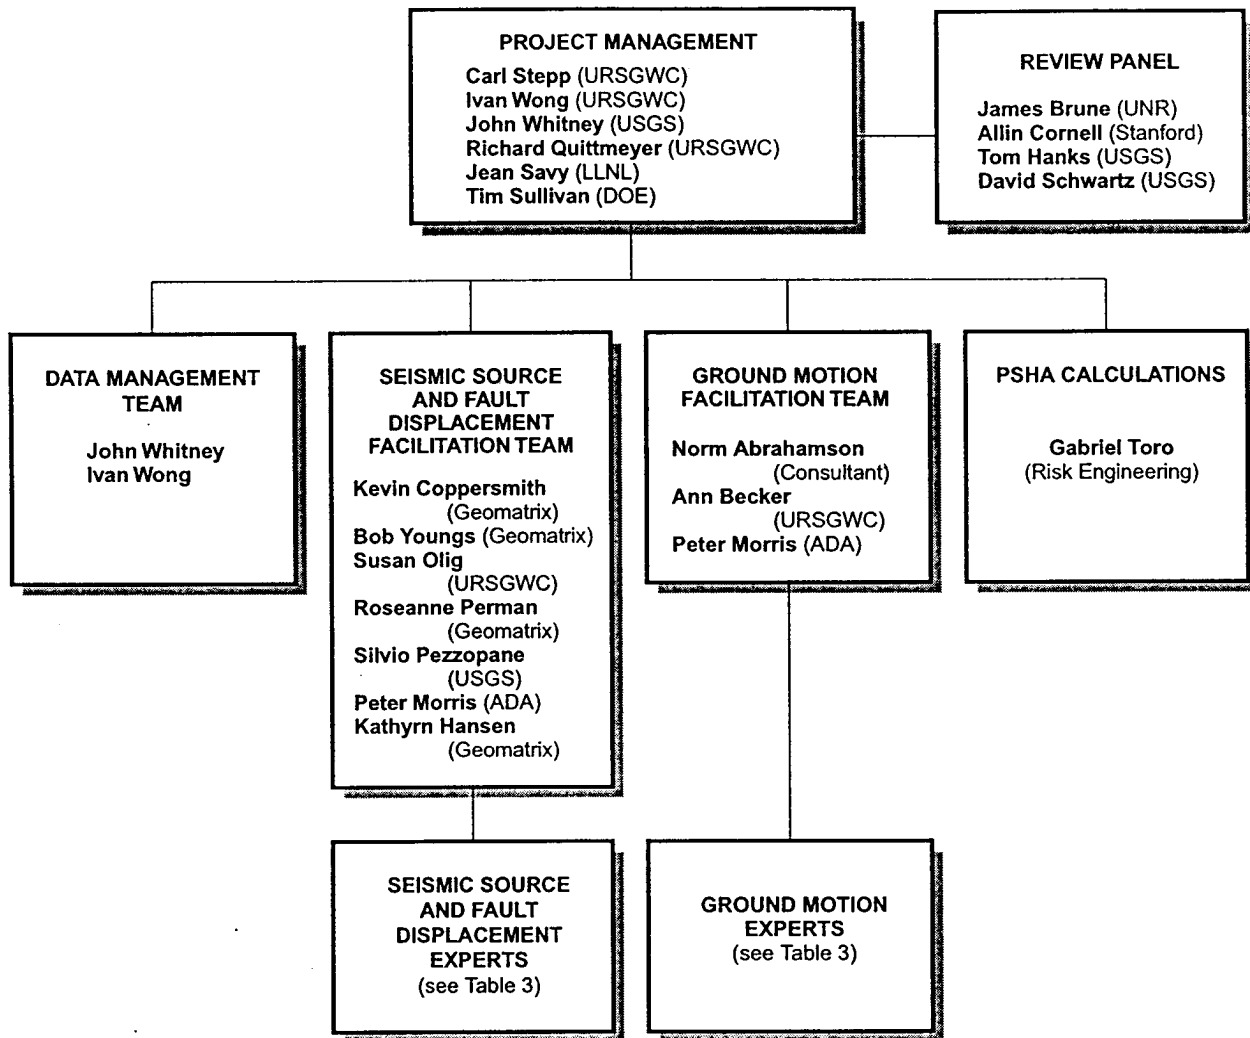 PROJECT MANAGEMENT
Carl Stepp (URSGWC)
Ivan Wong (URSGWC)
John Whitney (USGS)
Richard Quittmeyer (URSGWC)
Jean Savy (LLNL)
Tim Sullivan (DOE)
REVIEW PANEL
James Brune (UNR)
Allin Cornell (Stanford)
Tom Hanks (USGS)
David Schwartz (USGS)
DATA MANAGEMENT
TEAM
John Whitney
Ivan Wong
SEISMIC SOURCE
AND FAULT
DISPLACEMENT
FACILITATION TEAM
Kevin Coppersmith
(Geomatrix)
Bob Youngs (Geomatrix)
Susan Olig
(URSGWC)
Roseanne Perman
(Geomatrix)
Silvio Pezzopane
(USGS)
Peter Morris (ADA)
Kathyrn Hansen
(Geomatrix)
GROUND MOTION
FACILITATION TEAM
Norm Abrahamson
(Consultant)
Ann Becker
(URSGWC)
Peter Morris (ADA)
PSHA CALCULATIONS
Gabriel Toro
(Risk Engineering)
SEISMIC SOURCE
AND FAULT
DISPLACEMENT
EXPERTS
(see Table 3)
GROUND MOTION
EXPERTS
(see Table 3)